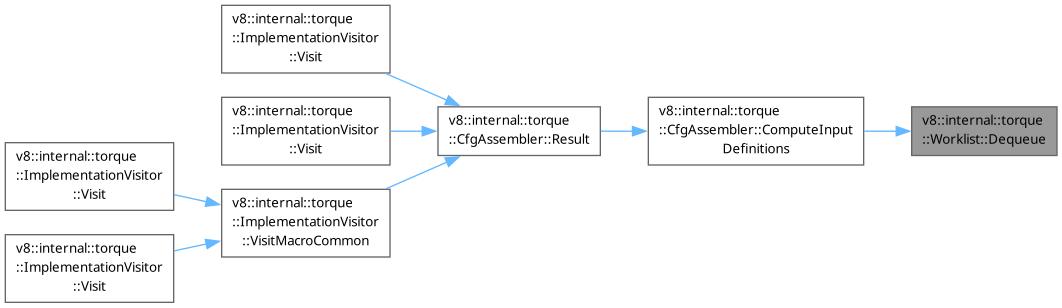 v8::internal::torque
::ImplementationVisitor
::Visit
v8::internal::torque
::ImplementationVisitor
::Visit
v8::internal::torque
::CfgAssembler::Result
v8::internal::torque
::CfgAssembler::ComputeInput
Definitions
v8::internal::torque
::Worklist::Dequeue
v8::internal::torque
::ImplementationVisitor
::Visit
v8::internal::torque
::ImplementationVisitor
::VisitMacroCommon
v8::internal::torque
::ImplementationVisitor
::Visit